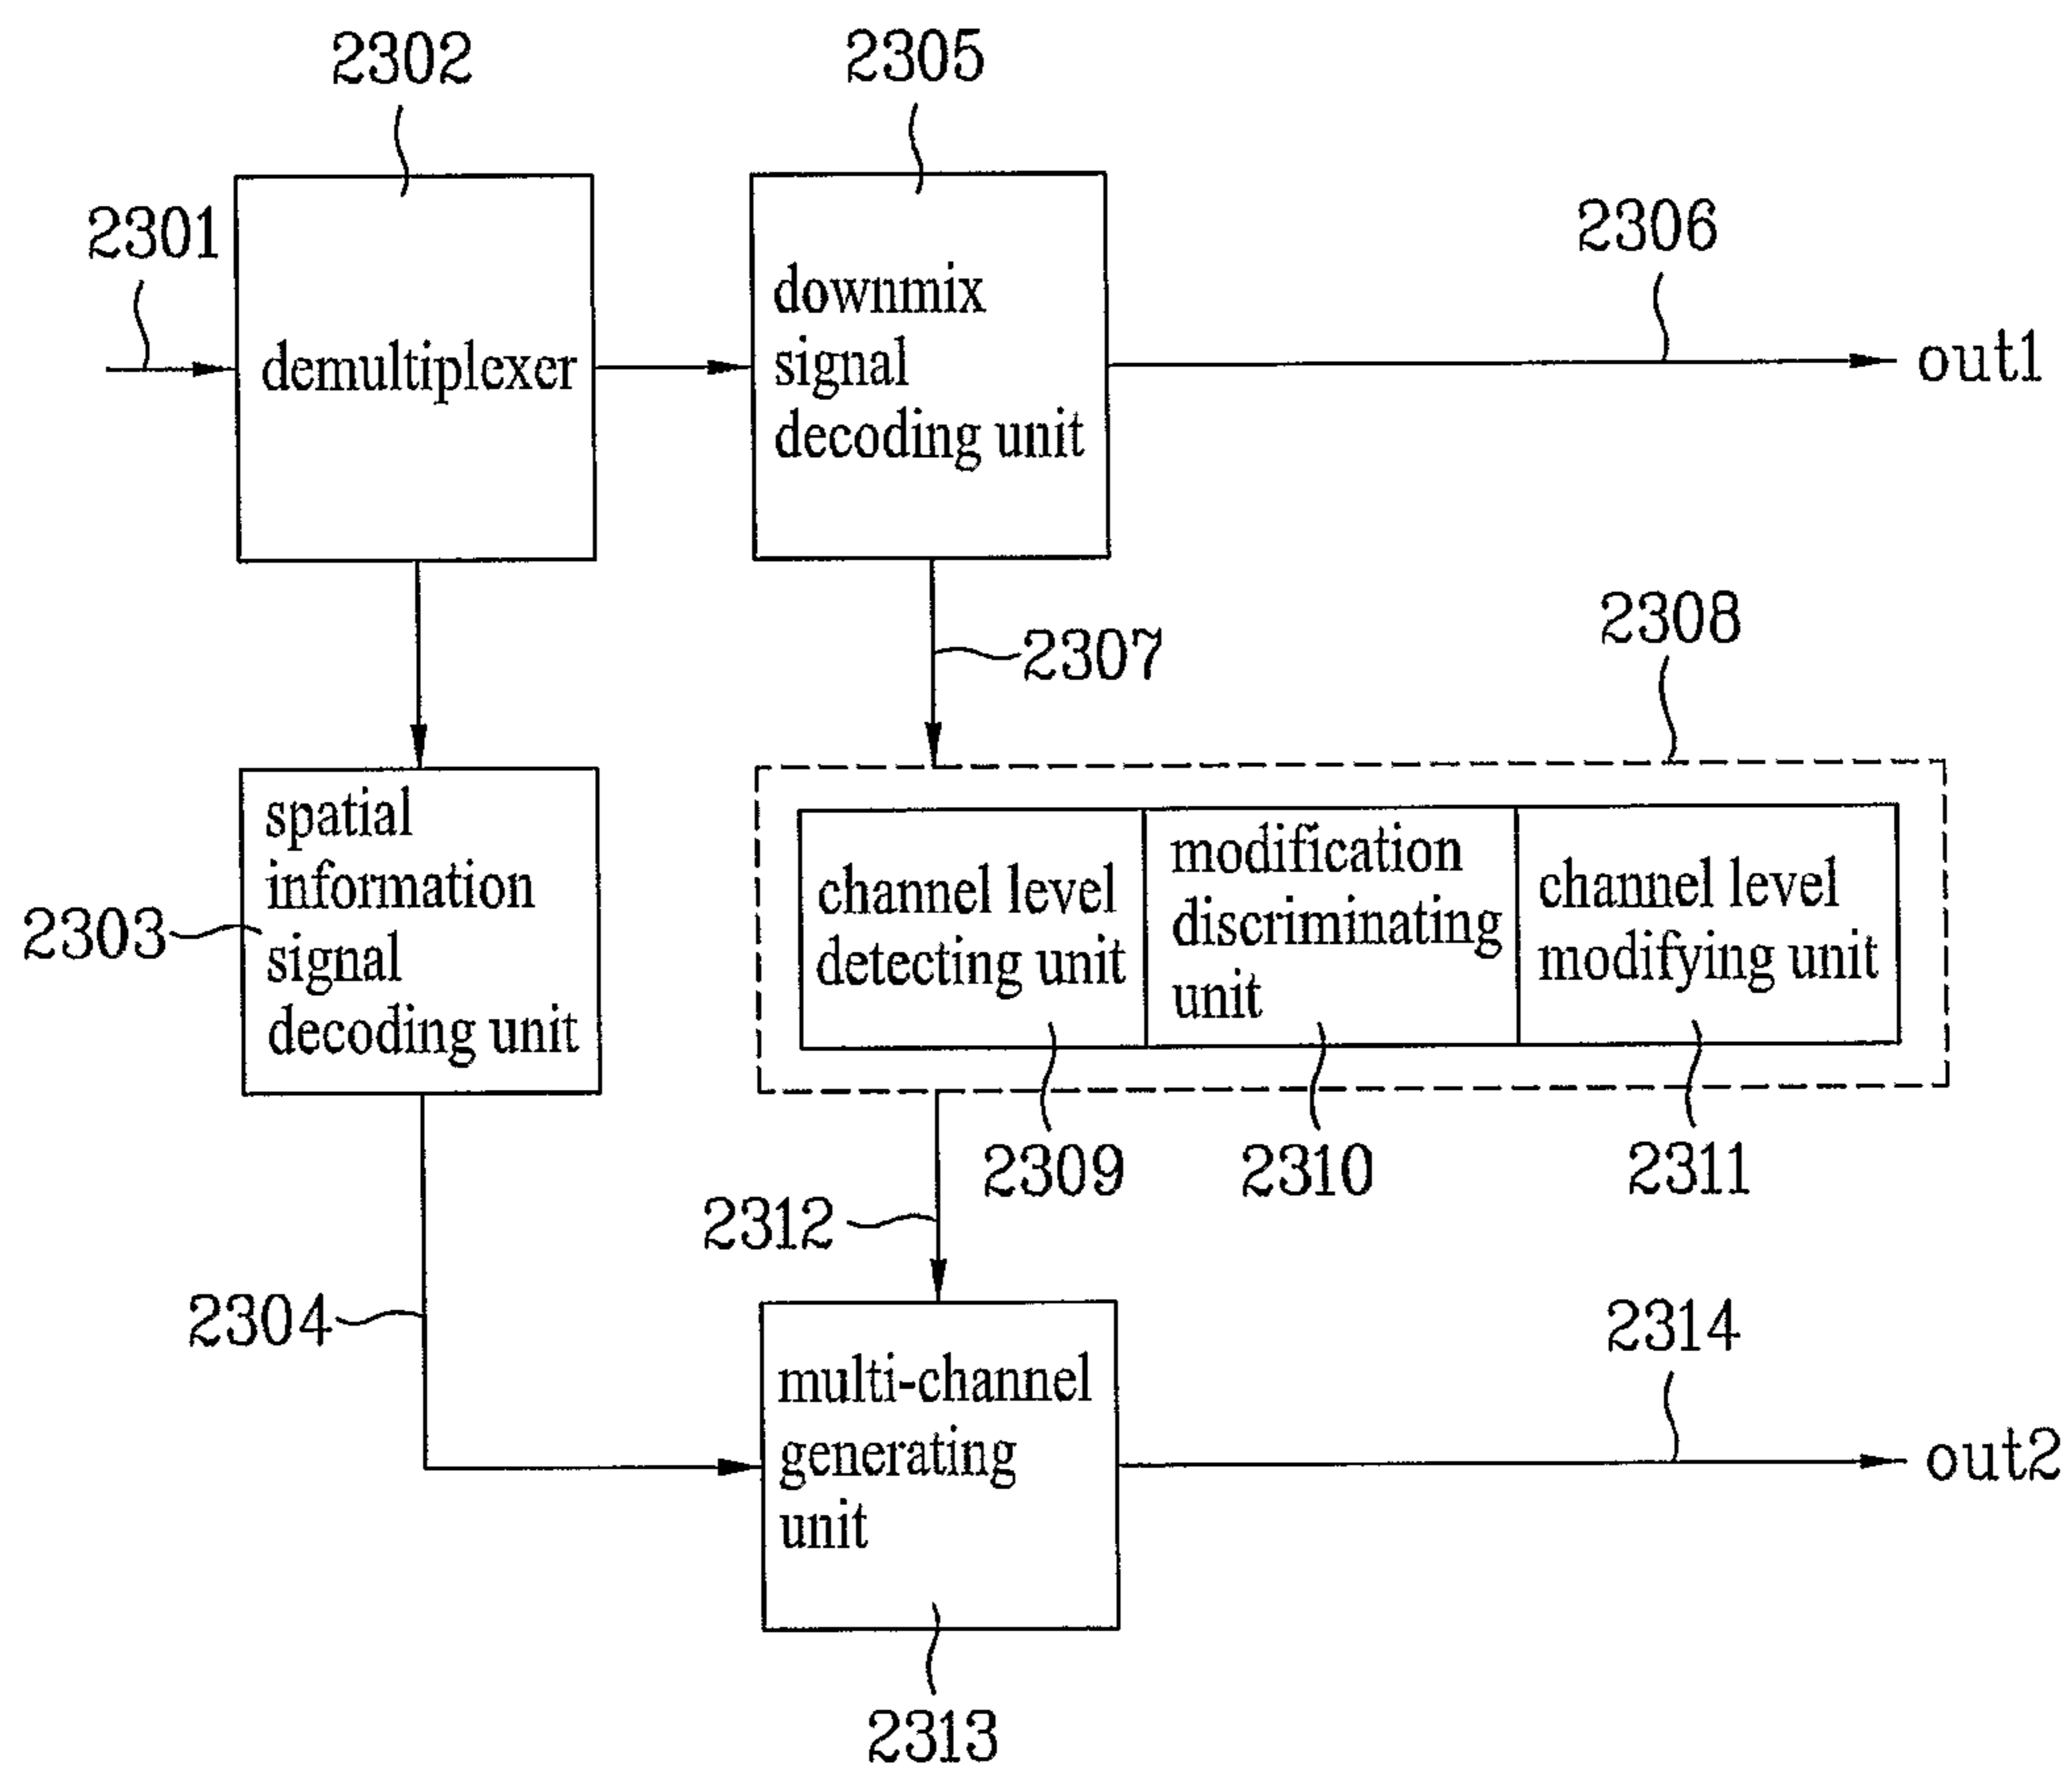 2302
2305
2301
2306
demultiplexer
downmix
signal
decoding unit
out1
2307
2308
spatial
information
signal
decoding unit
2303
channel level
detecting unit
modification
discriminating
unit
channel level
modifying unit
2309
2310
2311
2312
2304
multi-channel
generating
unit
2314
out2
2313